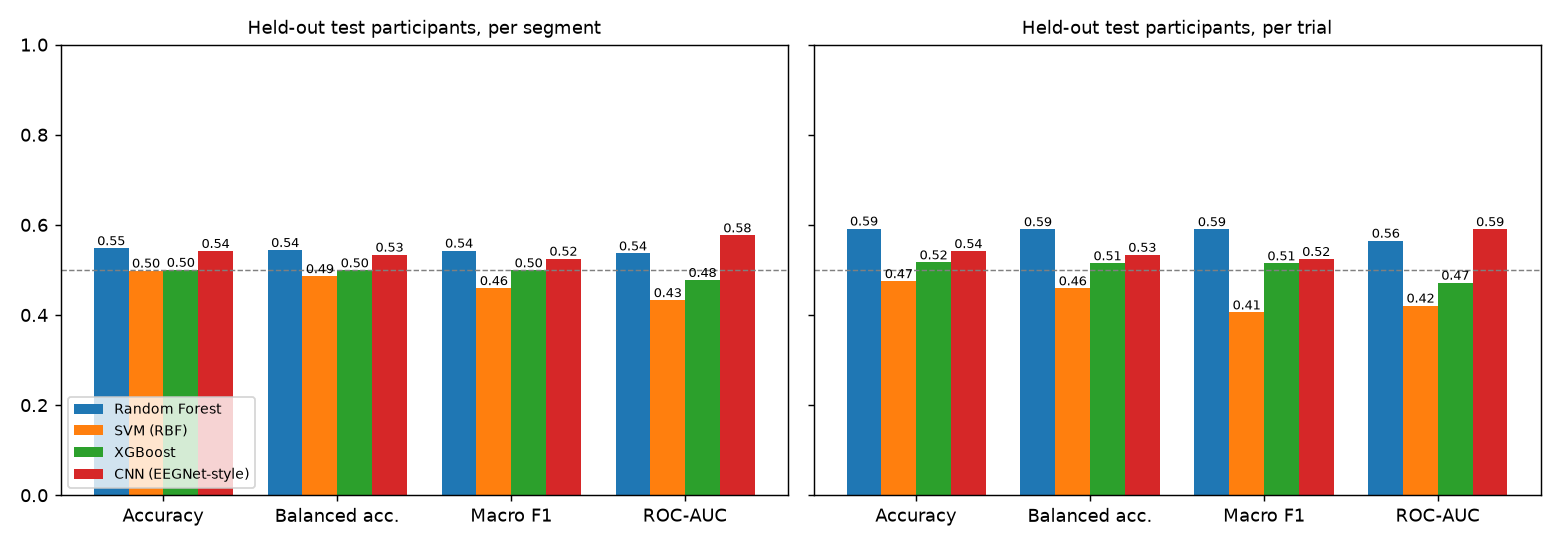 Held-out test participants, per segment
1.0
0.8
0.6
0.4
0.2
0.0
0.55 0.50 0.50 0.54
0.54 0.49 0.50 0.53
0.54 0.46 0.50 0.52
0.54 0.43 0.48 0.58
Random Forest
SVM (RBF)
XGBoost
CNN (EEGNet-style)
Accuracy Balanced acc. Macro F1 ROC-AUC
Held-out test participants, per trial
0.59 0.47 0.52 0.54
0.59 0.46 0.51 0.53
0.59 0.41 0.51 0.52
0.56 0.42 0.47 0.59
Accuracy Balanced acc. Macro F1 ROC-AUC